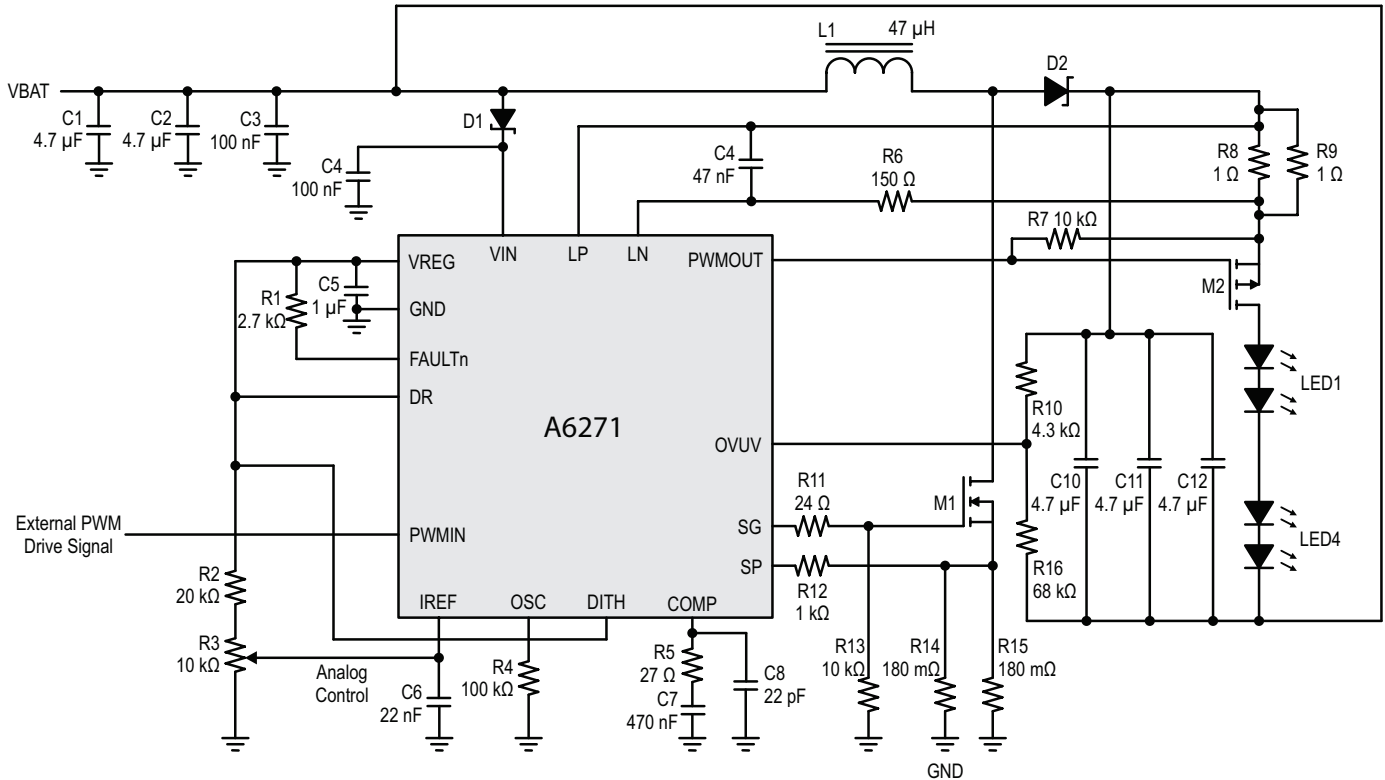 L1
47 µH
D2
VBAT
C1
4.7 µF
C2
4.7 µF
C3
100 nF
D1
C4
100 nF
C4
47 nF
R6
150 Ω
R8
1 Ω
R9
1 Ω
R7 10 kΩ
VREG
VIN
LP
LN
PWMOUT
M2
R1
2.7 kΩ
C5
1 µF
GND
FAULTn
DR
A6271
OVUV
R10
4.3 kΩ
LED1
C10
4.7 µF
C11
4.7 µF
C12
4.7 µF
External PWM
Drive Signal
PWMIN
SG
SP
R11
24 Ω
R12
1 kΩ
M1
R16
68 kΩ
LED4
R2
20 kΩ
IREF
OSC
DITH
COMP
R3
10 kΩ
Analog
Control
C6
22 nF
R4
100 kΩ
R5
27 Ω
C7
470 nF
C8
22 pF
R13
10 kΩ
R14
180 mΩ
R15
180 mΩ
GND